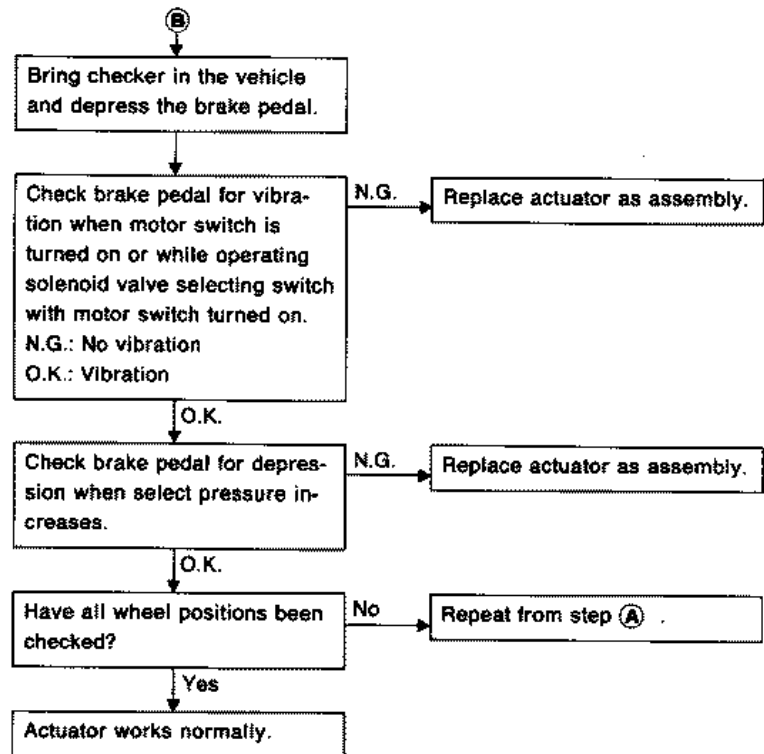 B
Bring checker in the vehicle
and depress the brake pedal.
Check brake pedal for vibra-
tion when motor switch is
turned on or while operating
solenoid valve selecting switch
with motor switch turned on.
N.G.: No vibration
O.K.: Vibration
N.G.
Replace actuator as assembly.
O.K.
Check brake pedal for depres-
sion when select pressure in-
creases.
N.G.
Replace actuator as assembly.
O.K.
Have all wheel positions been
checked?
No
Repeat from step A .
Yes
Actuator works normally.